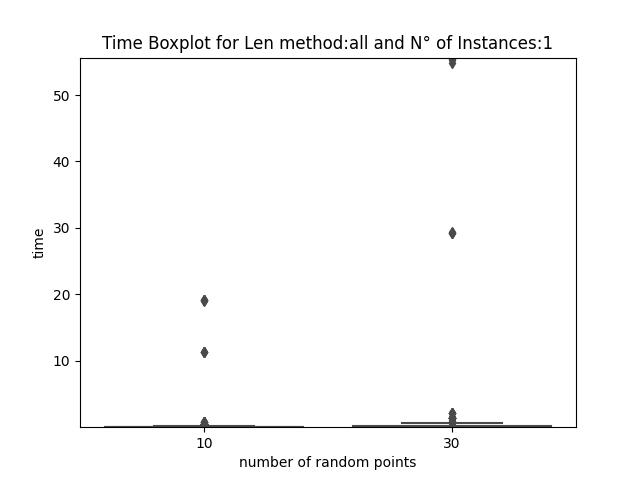 Time Boxplot for Len method:all and N° of Instances:1
50
40
30
20
10
time
10 30
number of random points